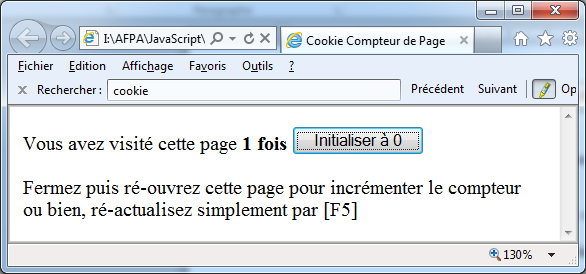 I:\AFPA\JavaScript\
Cookie Compteur de Page
Fichier Edition Affichage Favoris Outils ?
Rechercher : cookie Précédent Suivant Op
Vous avez visité cette page 1 fois Initialiser à 0
Fermez puis ré-ouvrez cette page pour incrémenter le compteur
ou bien, ré-actualisez simplement par [F5]
130%